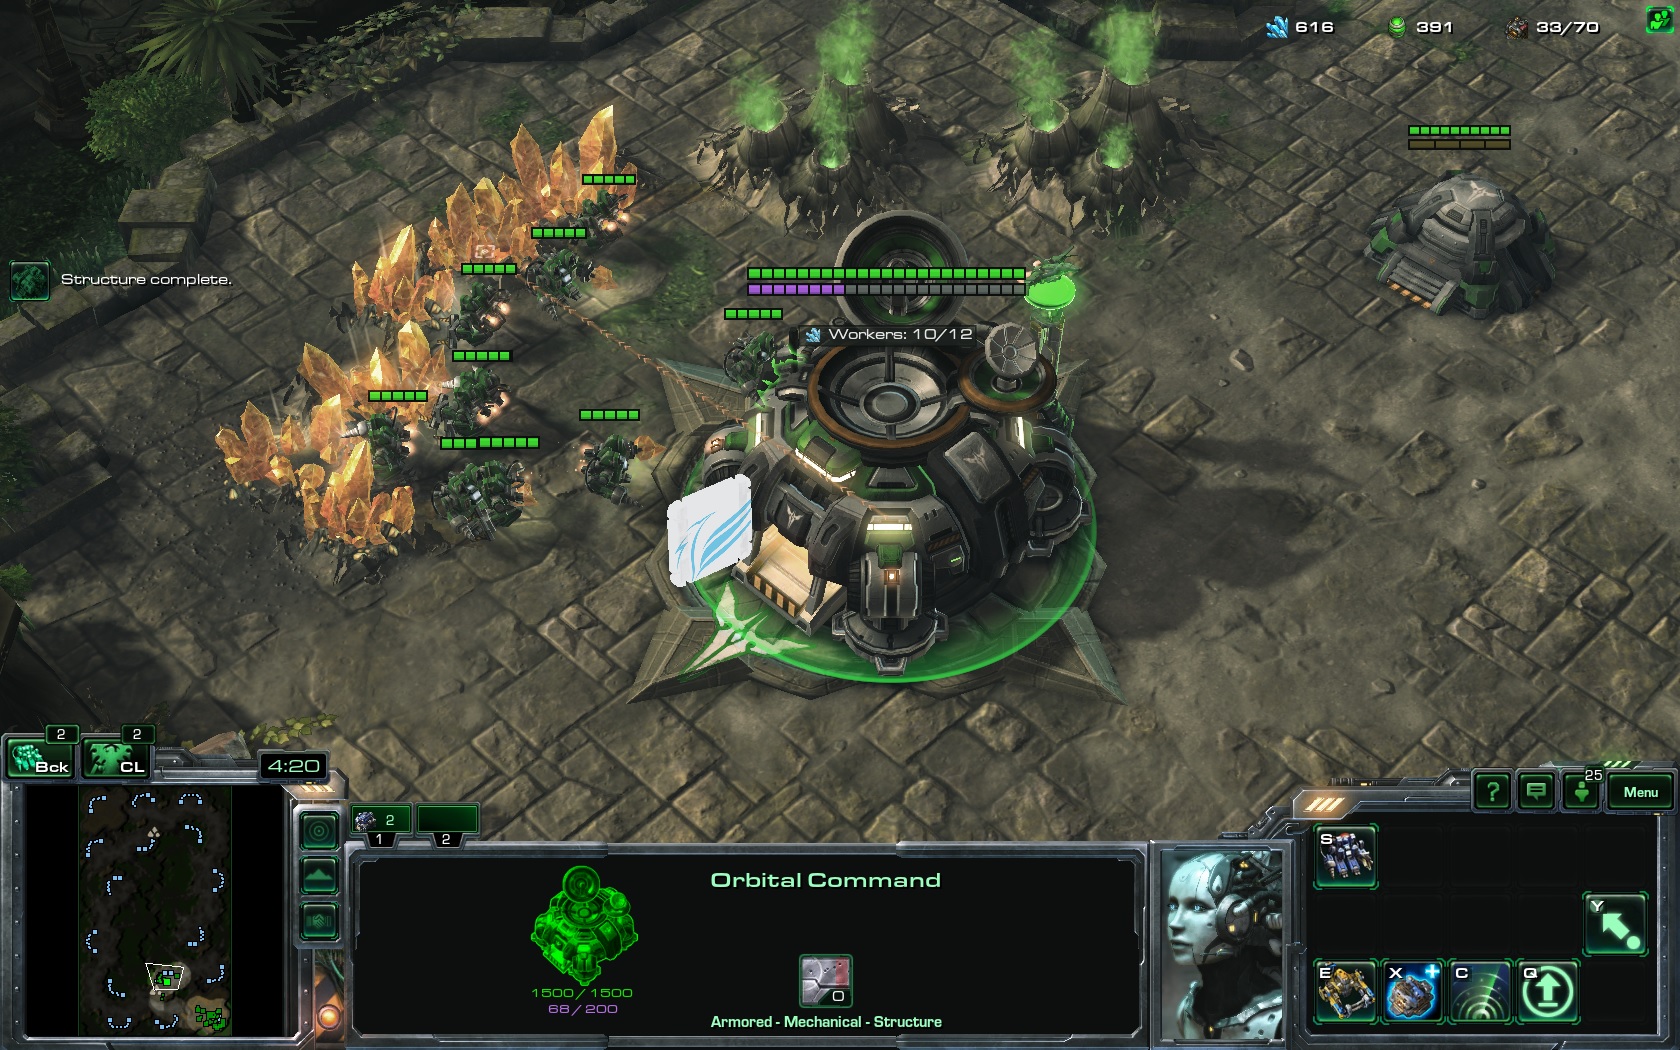 616 391 33/70
Structure complete.
Workers: 10/12
2 2
Bck CL 4:20
25
? Menu
2
1 2
Orbital Command
S
Y
1500/1500
68/200
O
E X C Q
Armored - Mechanical - Structure